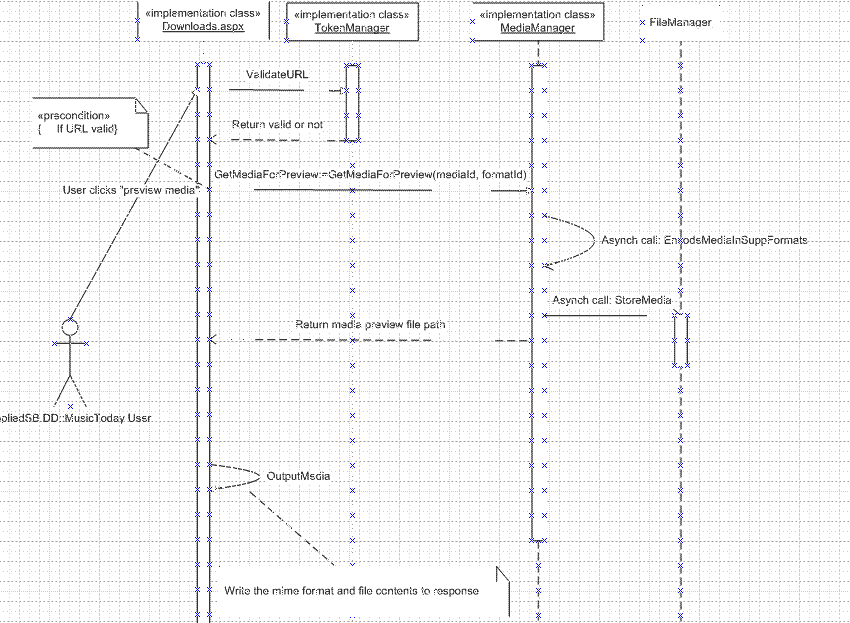 «implementation class»
Downloads.aspx
«implementation class»
TokenManager
«implementation class»
MediaManager
FileManager
ValidateURL
«precondition»
{ If URL valid}
Return valid or not
GetMediaForPreview:=GetMediaForPreview(mediaId, formatId)
User clicks "preview media"
Asynch call: EncodeMediaInSuppFormats
Asynch call: StoreMedia
Return media preview file path
pliedSB.DD::MusicToday User
OutputMedia
Write the mime format and file contents to response